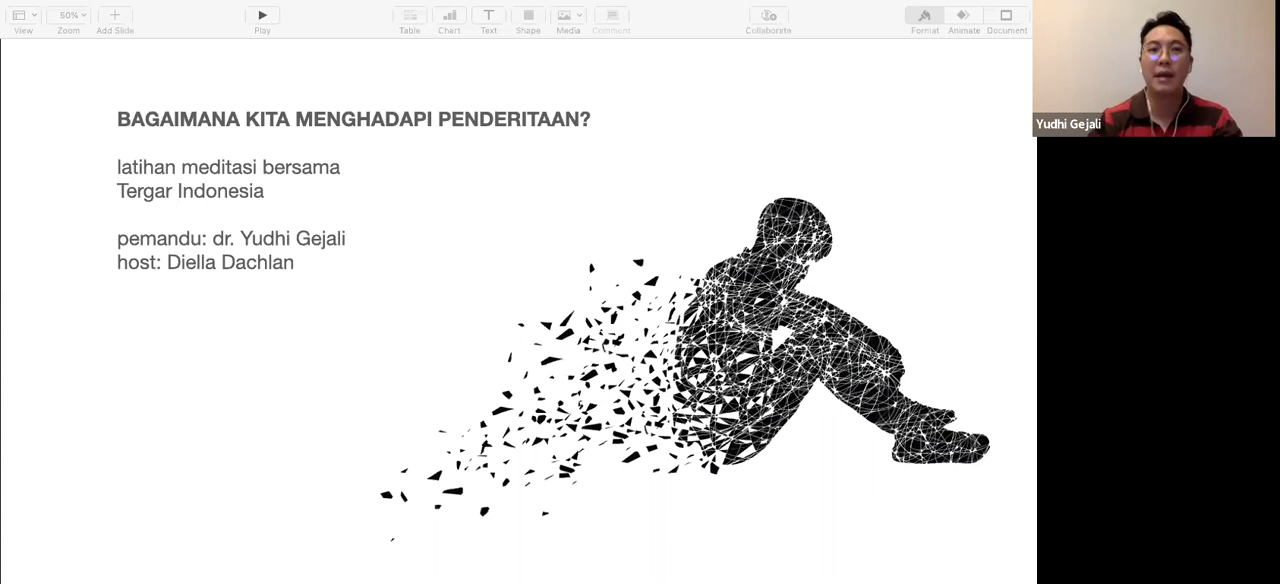 50%
View
Zoom
Add Slide
Play
Table
Chart
Text
Shape
Media
Comment
Collaborate
Format
Animate
Document
BAGAIMANA KITA MENGHADAPI PENDERITAAN?
latihan meditasi bersama
Tergar Indonesia
pemandu: dr. Yudhi Gejali
host: Diella Dachlan
Yudhi Gejali